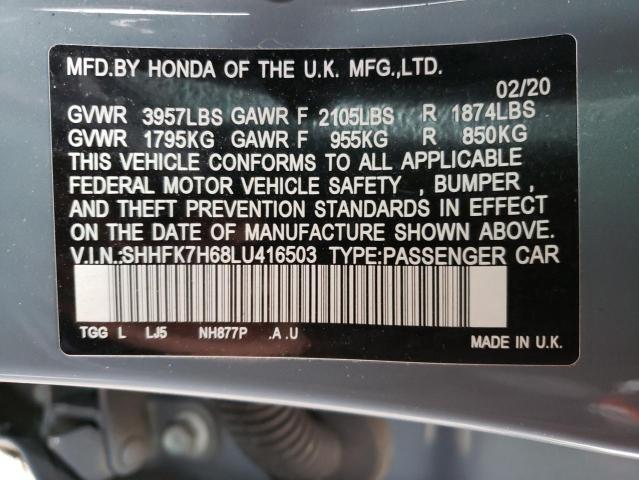 MFD.BY HONDA OF THE U.K. MFG.,LTD.
02/20
GVWR 3957LBS GAWR F 2105LBS R 1874LBS
GVWR 1795KG GAWR F 955KG R 850KG
THIS VEHICLE CONFORMS TO ALL APPLICABLE
FEDERAL MOTOR VEHICLE SAFETY , BUMPER ,
AND THEFT PREVENTION STANDARDS IN EFFECT
ON THE DATE OF MANUFACTURE SHOWN ABOVE.
V.I.N.:SHHFK7H68LU416503 TYPE:PASSENGER CAR
TGG L LJ5 NH877P .A .U
MADE IN U.K.